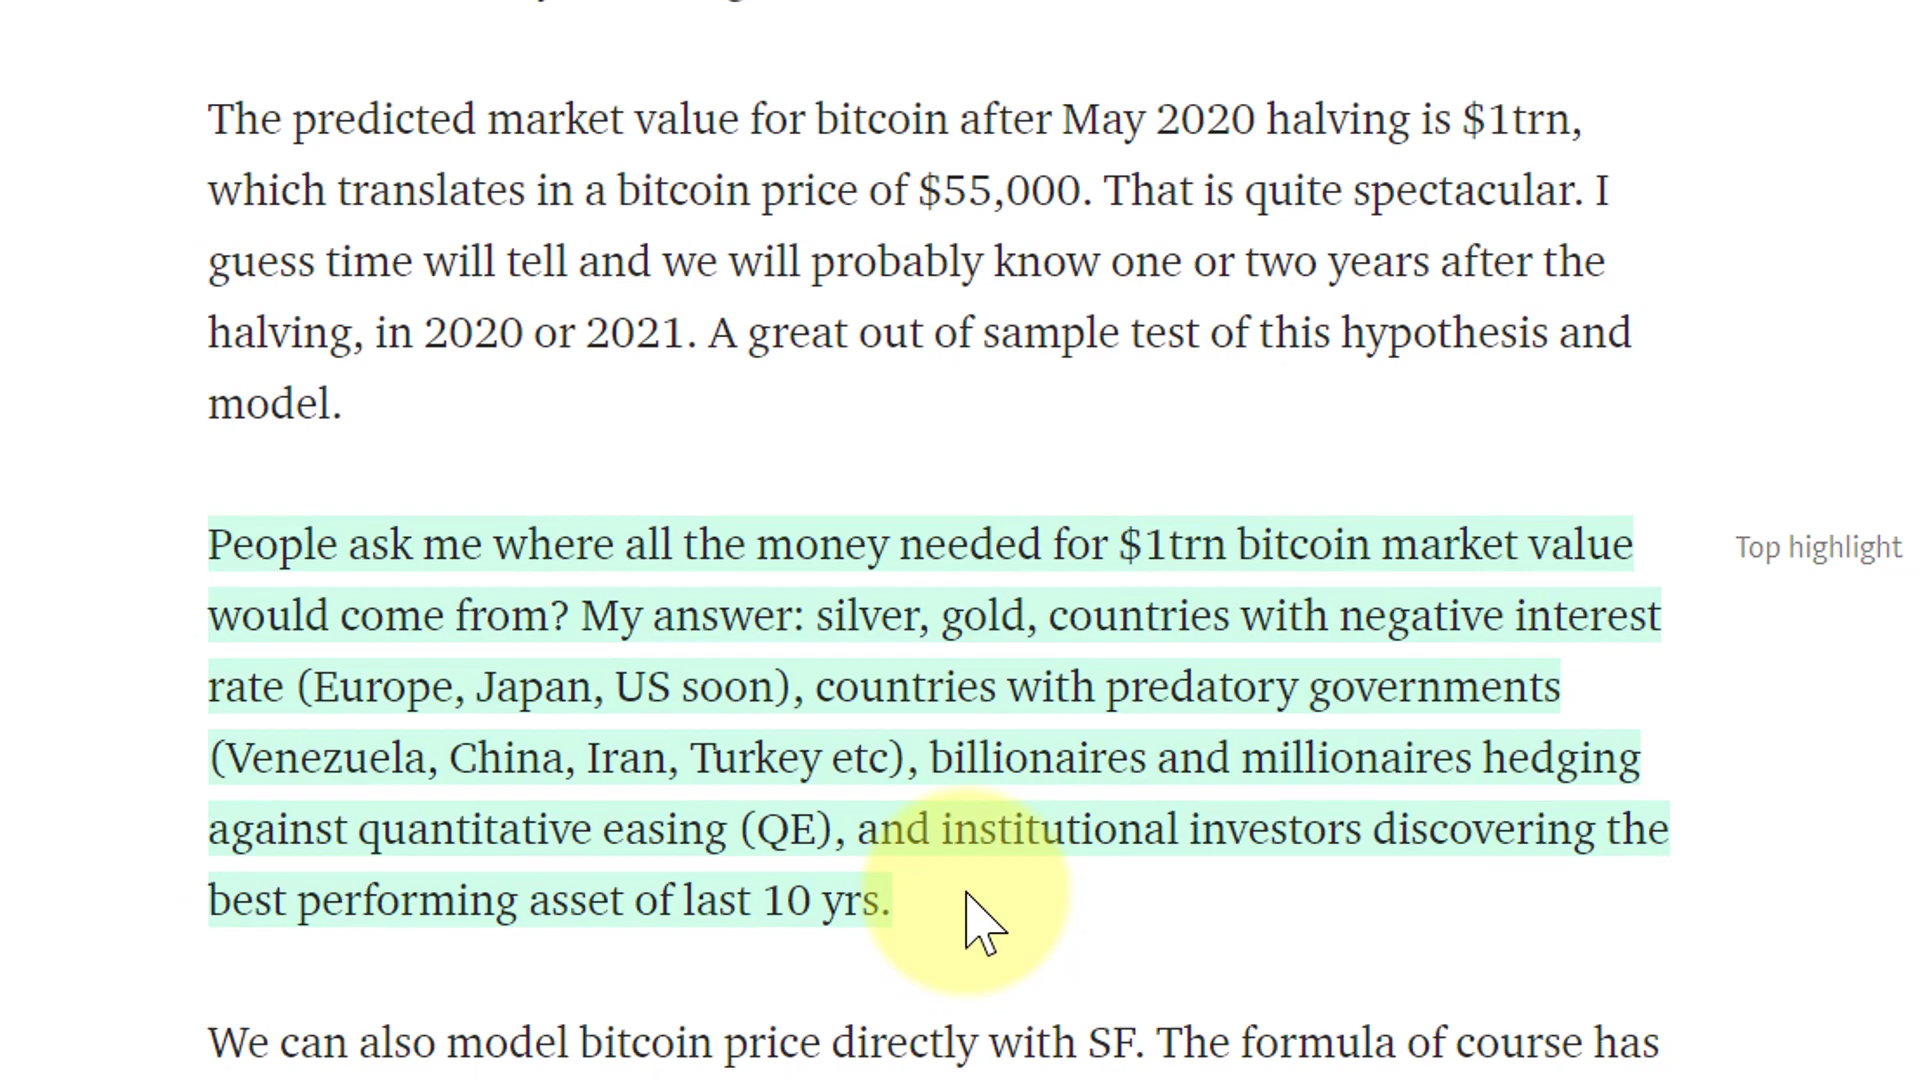 The predicted market value for bitcoin after May 2020 halving is $1trn,
which translates in a bitcoin price of $55,000. That is quite spectacular. I
guess time will tell and we will probably know one or two years after the
halving, in 2020 or 2021. A great out of sample test of this hypothesis and
model.
People ask me where all the money needed for $1trn bitcoin market value
Top highlight
would come from? My answer: silver, gold, countries with negative interest
rate (Europe, Japan, US soon), countries with predatory governments
(Venezuela, China, Iran, Turkey etc), billionaires and millionaires hedging
against quantitative easing (QE), and institutional investors discovering the
best performing asset of last 10 yrs.
We can also model bitcoin price directly with SF. The formula of course has